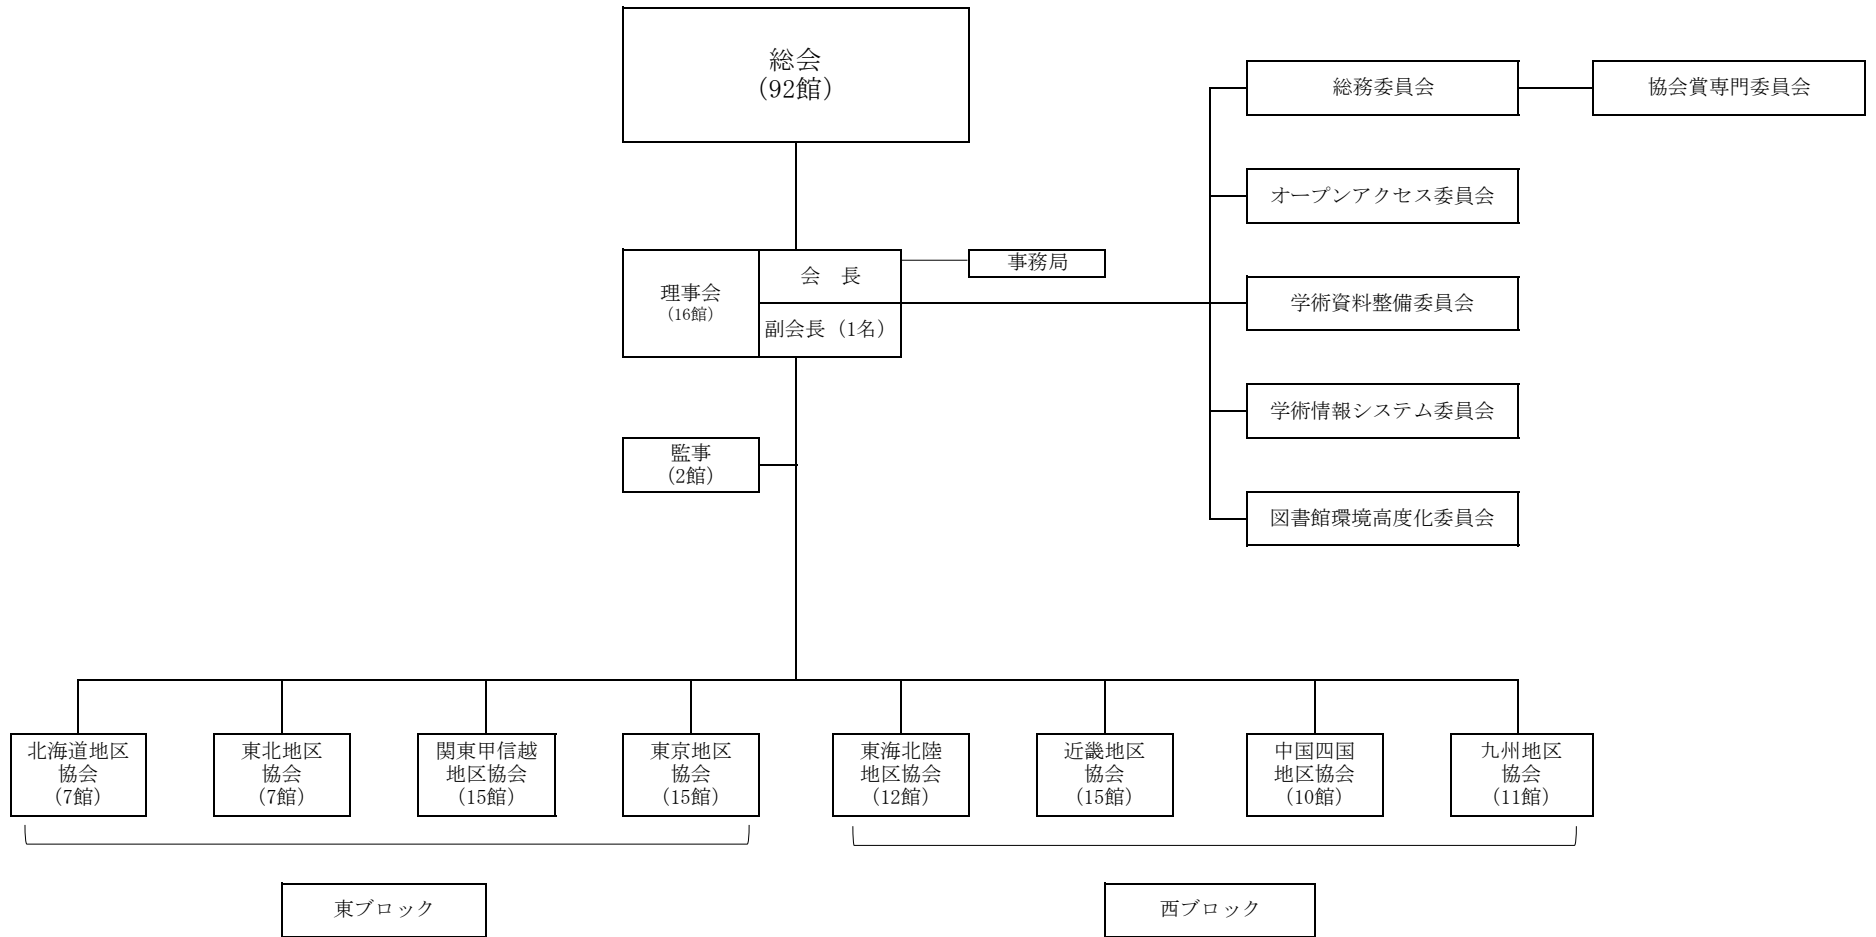 総会
(92館)
総務委員会
協会賞専門委員会
オープンアクセス委員会
理事会
(16館)
会　長
副会長（1名）
事務局
学術資料整備委員会
学術情報システム委員会
監事
(2館)
図書館環境高度化委員会
北海道地区
協会
(7館)
東北地区
協会
(7館)
関東甲信越
地区協会
(15館)
東京地区
協会
(15館)
東海北陸
地区協会
(12館)
近畿地区
協会
(15館)
中国四国
地区協会
(10館)
九州地区
協会
(11館)
東ブロック
西ブロック